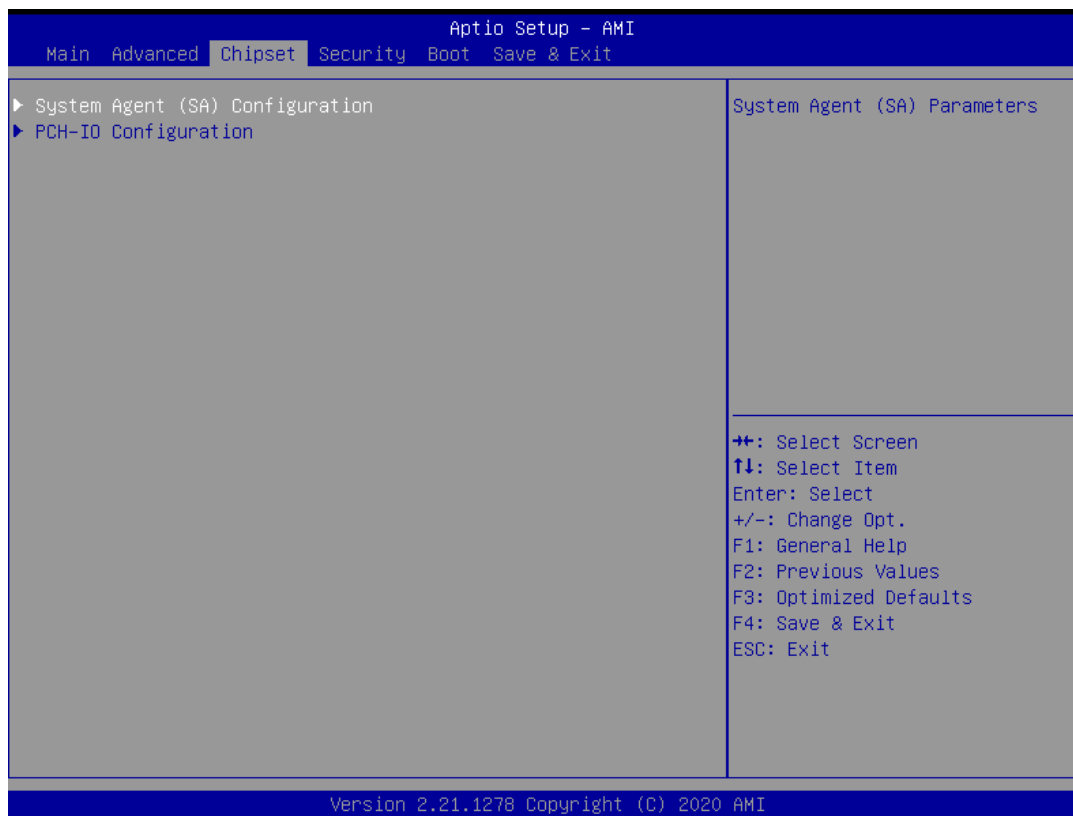 Aptio Setup – AMI
Main Advanced Chipset Security Boot Save & Exit
System Agent (SA) Configuration
PCH-IO Configuration
System Agent (SA) Parameters
→←: Select Screen
↑↓: Select Item
Enter: Select
+/-: Change Opt.
F1: General Help
F2: Previous Values
F3: Optimized Defaults
F4: Save & Exit
ESC: Exit
Version 2.21.1278 Copyright (C) 2020 AMI